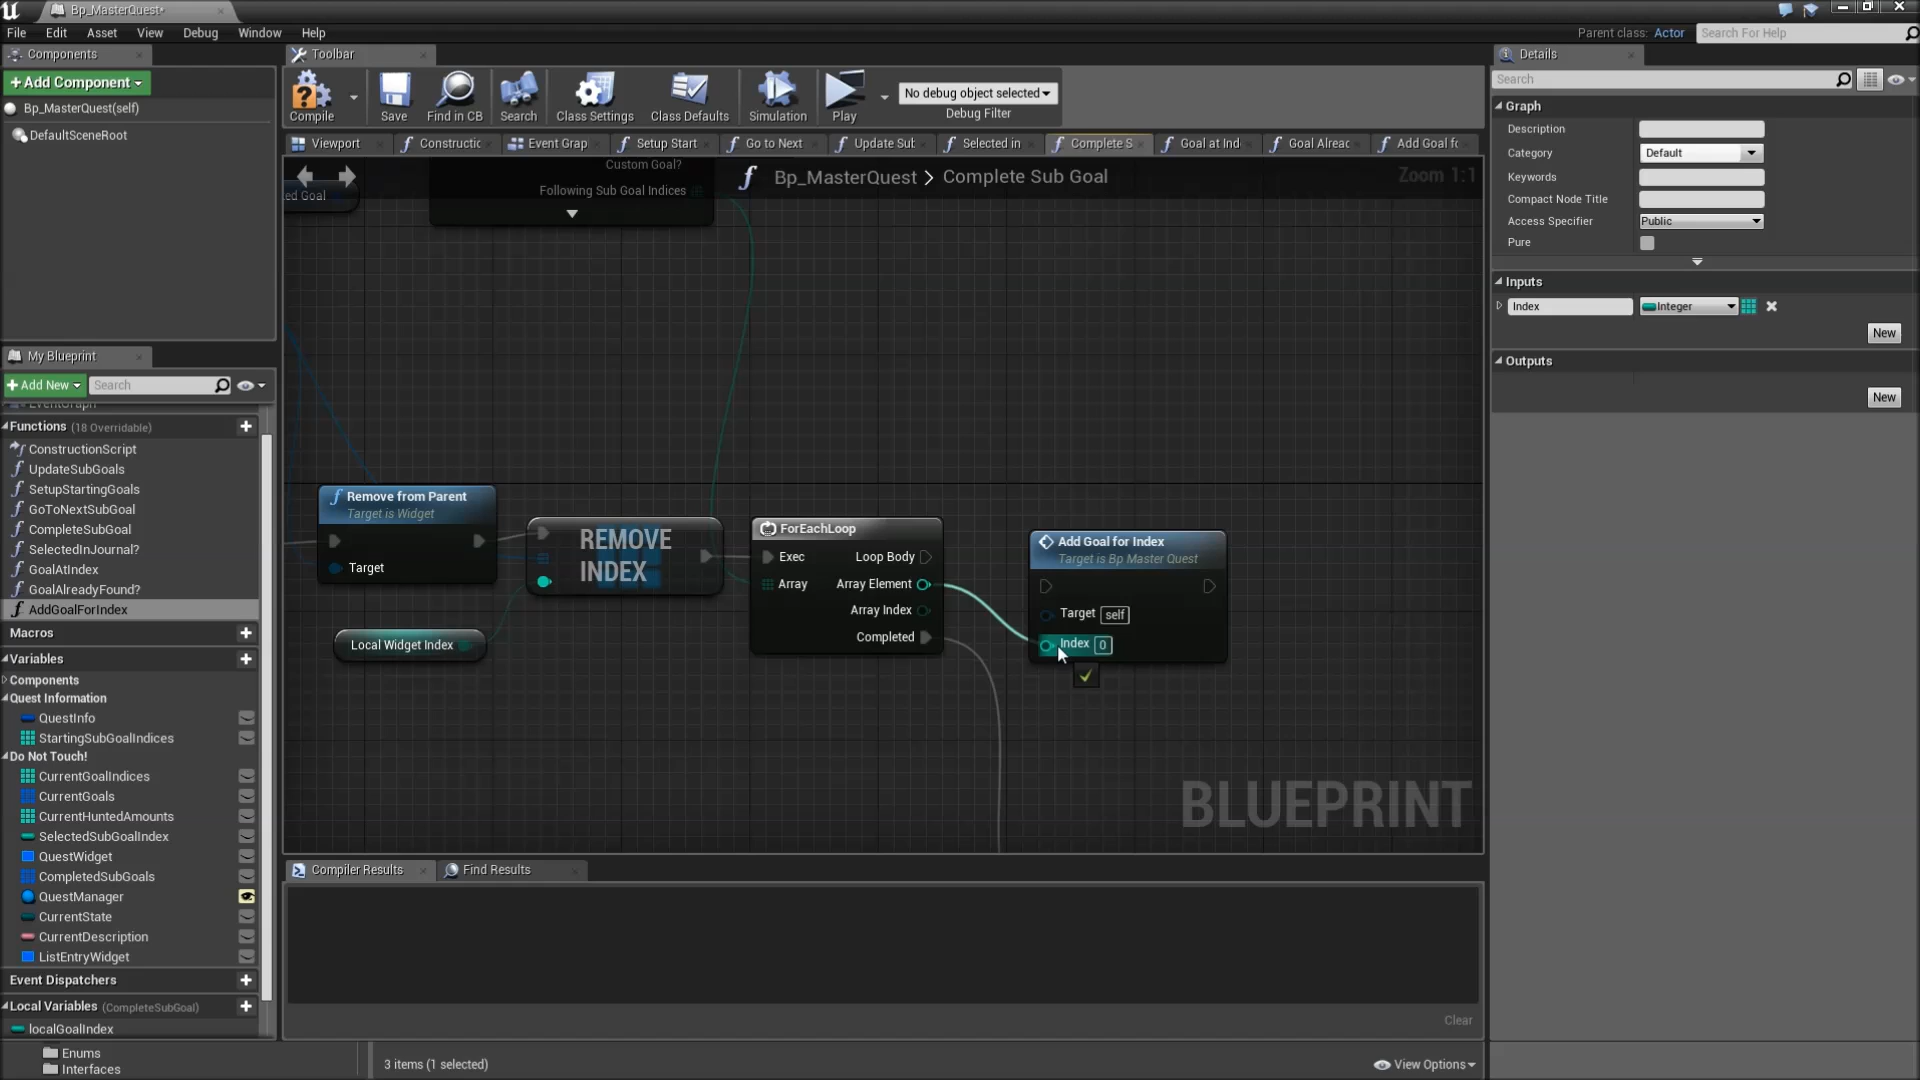 Bp_MasterQuest*
File Edit Asset View Debug Window Help
Parent class: Actor
Search For Help
Components
Toolbar
Details
Add Component
Bp_MasterQuest(self)
DefaultSceneRoot
Compile
Save
Find in CB
Search
Class Settings
Class Defaults
Simulation
Play
No debug object selected
Debug Filter
Search
Graph
Description
Category Default
Keywords
Compact Node Title
Access Specifier Public
Pure
Inputs
Index Integer
New
Outputs
New
Viewport
Constructic
Event Grap
Setup Start
Go to Next
Update Sub
Selected in
Complete S
Goal at Ind
Goal Alreac
Add Goal fo
Bp_MasterQuest > Complete Sub Goal
Zoom 1:1
Custom Goal?
ed Goal
Following Sub Goal Indices
My Blueprint
Add New
Search
EventGraph
Functions (18 Overridable)
ConstructionScript
UpdateSubGoals
SetupStartingGoals
GoToNextSubGoal
CompleteSubGoal
SelectedInJournal?
GoalAtIndex
GoalAlreadyFound?
AddGoalForIndex
Macros
Variables
Components
Quest Information
QuestInfo
StartingSubGoalIndices
Do Not Touch!
CurrentGoalIndices
CurrentGoals
CurrentHuntedAmounts
SelectedSubGoalIndex
QuestWidget
CompletedSubGoals
QuestManager
CurrentState
CurrentDescription
ListEntryWidget
Event Dispatchers
Local Variables (CompleteSubGoal)
localGoalIndex
Enums
Interfaces
Remove from Parent
Target is Widget
Target
REMOVE
INDEX
Local Widget Index
ForEachLoop
Exec Loop Body
Array Array Element
Array Index
Completed
Add Goal for Index
Target is Bp Master Quest
Target self
Index 0
BLUEPRINT
Compiler Results
Find Results
Clear
3 items (1 selected)
View Options